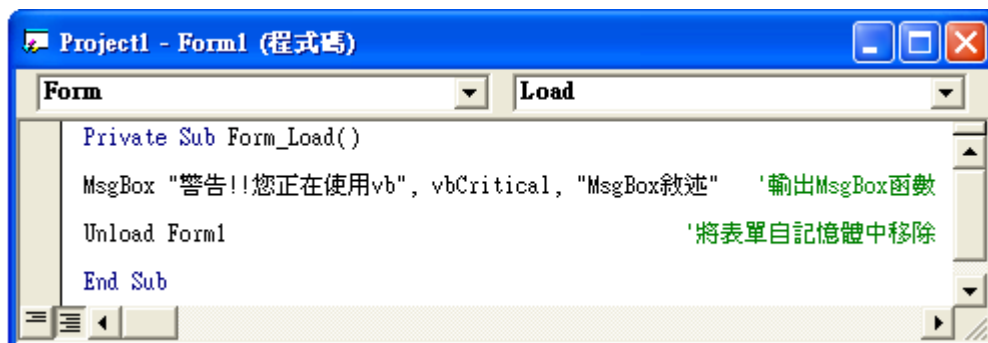 Project1 - Form1 (程式碼)
Form Load
Private Sub Form_Load()
MsgBox "警告!!您正在使用vb", vbCritical, "MsgBox敘述" '輸出MsgBox函數
Unload Form1 '將表單自記憶體中移除
End Sub